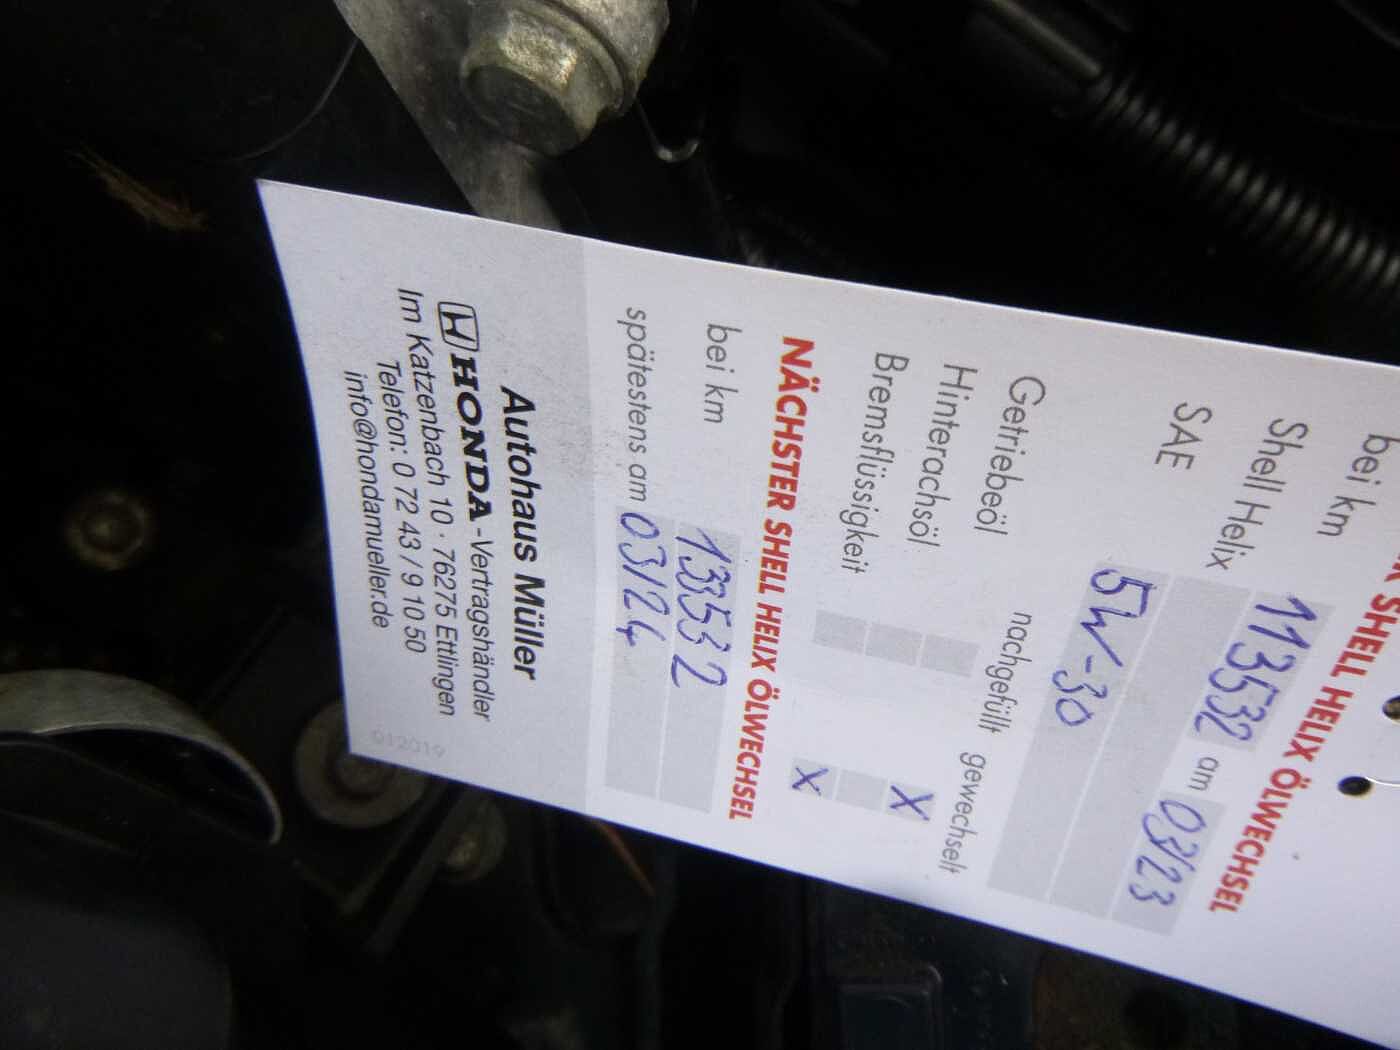 SHELL HELIX ÖLWECHSEL
bei km 113532 am 03/23
Shell Helix
SAE 5W-30
nachgefüllt gewechselt
Getriebeöl X
Hinterachsöl
Bremsflüssigkeit X
NÄCHSTER SHELL HELIX ÖLWECHSEL
bei km 133532
spätestens am 03/24
Autohaus Müller
HONDA-Vertragshändler
Im Katzenbach 10 · 76275 Ettlingen
Telefon: 0 72 43 / 9 10 50
info@hondamueller.de
012019